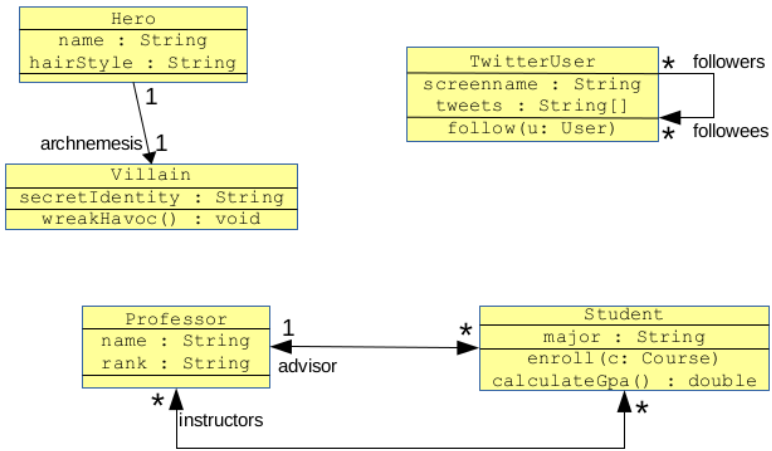 Hero
name : String
hairStyle : String
1
archnemesis
1
Villain
secretIdentity : String
wreakHavoc() : void
TwitterUser
screenname : String
tweets : String[]
follow(u: User)
* followers
* followees
Professor
name : String
rank : String
1
advisor
*
* instructors
Student
major : String
enroll(c: Course)
calculateGpa() : double
*